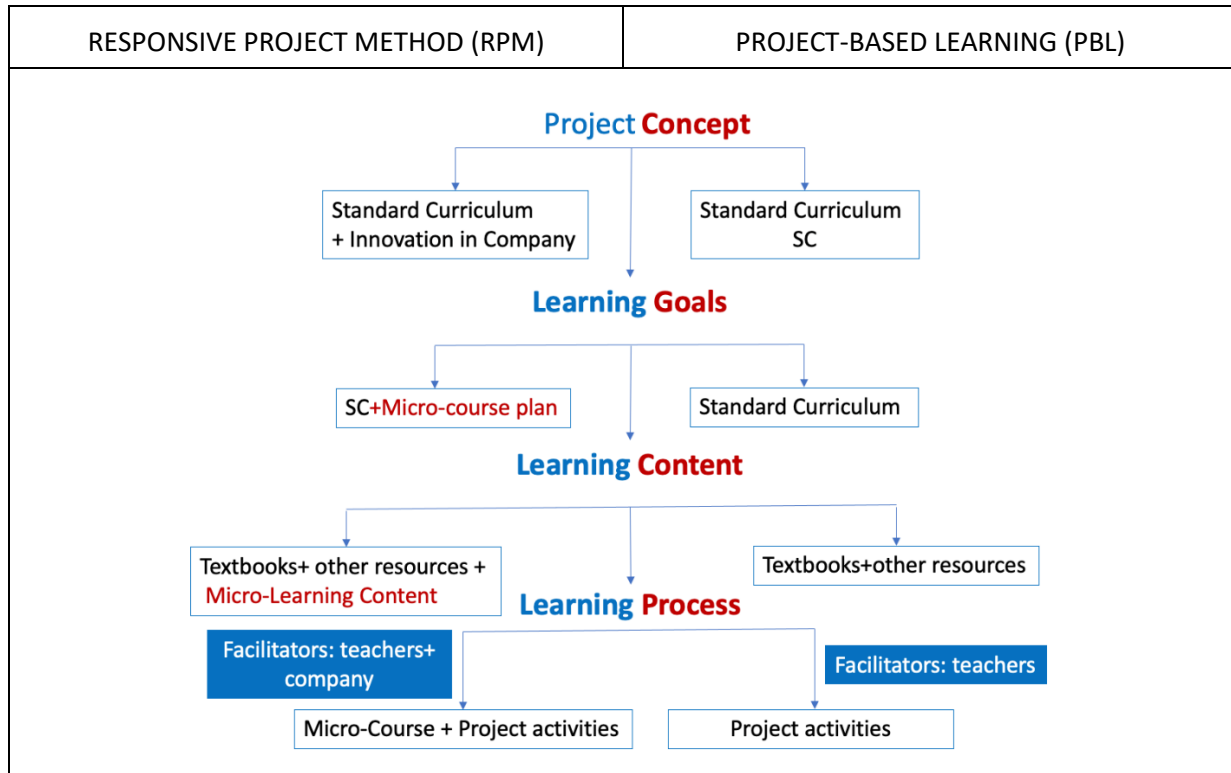 RESPONSIVE PROJECT METHOD (RPM)
PROJECT-BASED LEARNING (PBL)
Project Concept
Standard Curriculum
+ Innovation in Company
Standard Curriculum
SC
Learning Goals
SC+Micro-course plan
Standard Curriculum
Learning Content
Textbooks+ other resources +
Micro-Learning Content
Textbooks+other resources
Learning Process
Facilitators: teachers+
company
Facilitators: teachers
Micro-Course + Project activities
Project activities